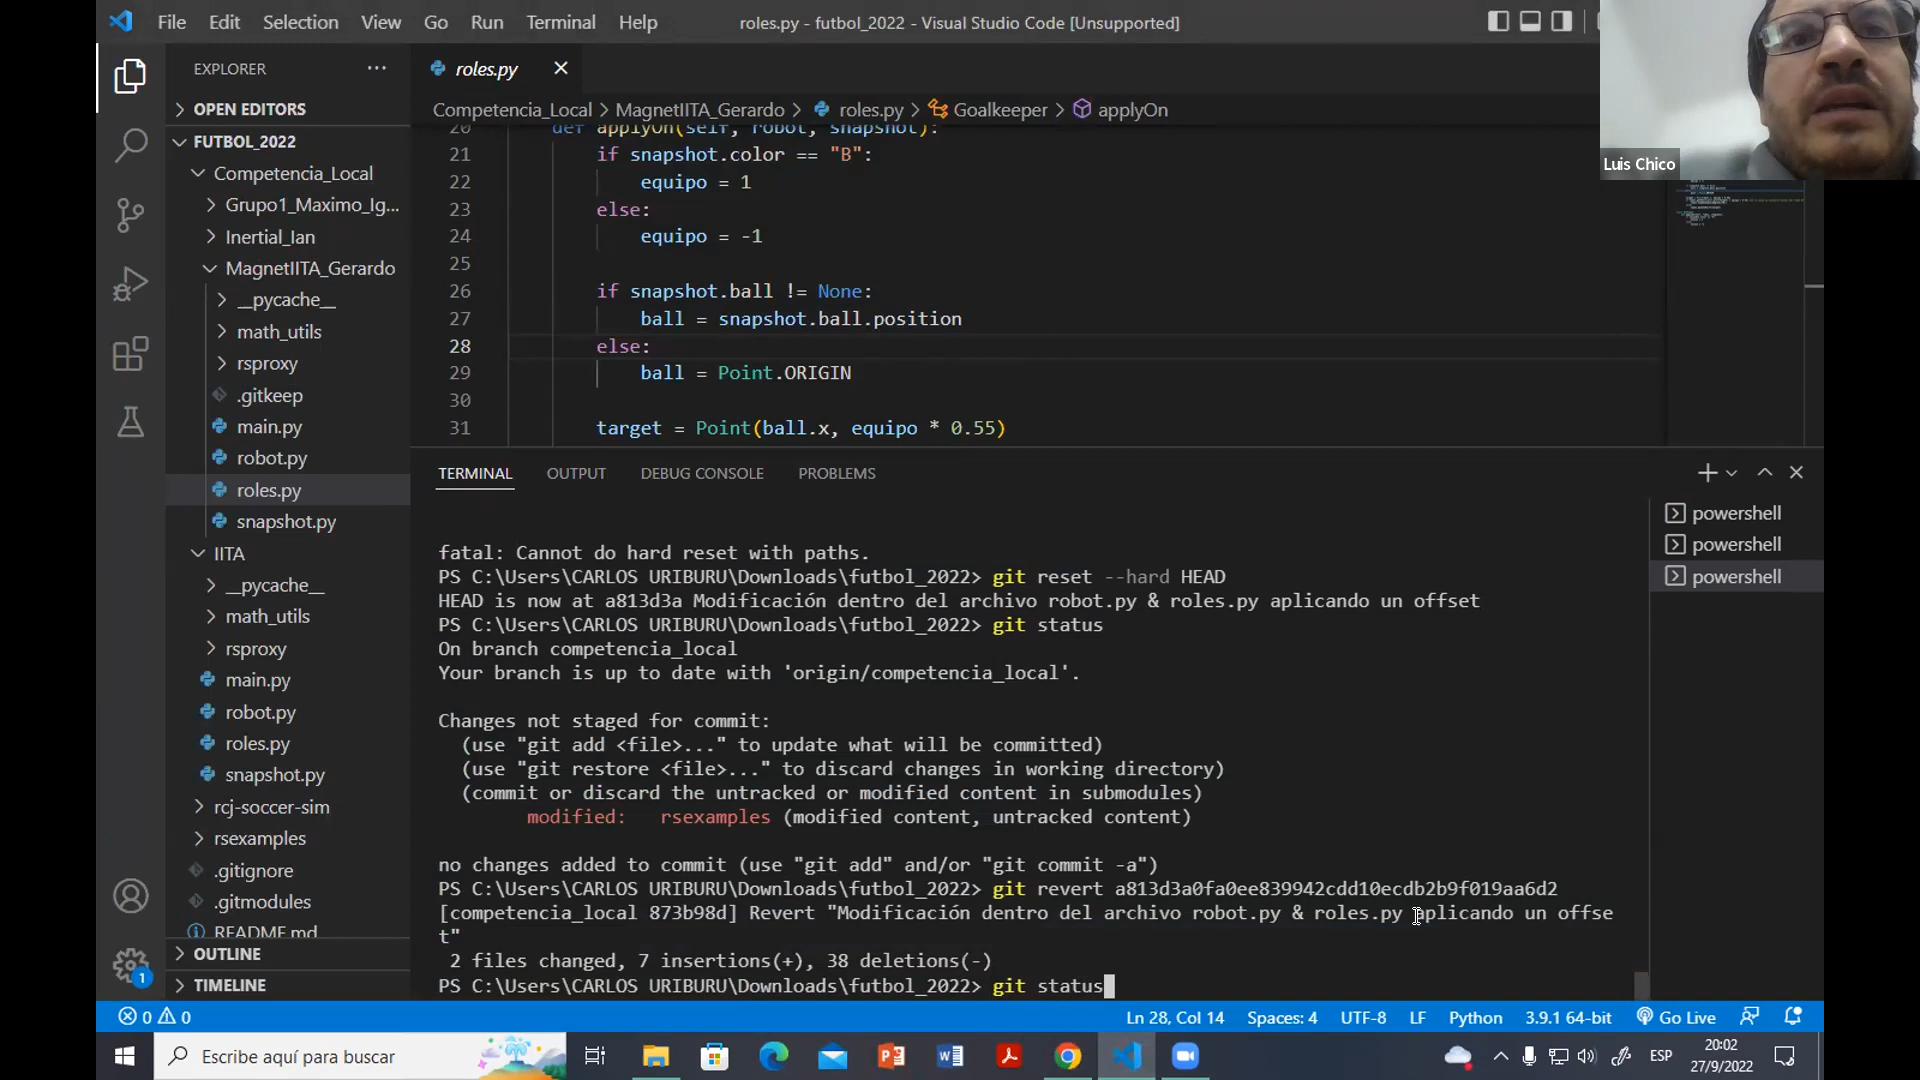 File Edit Selection View Go Run Terminal Help
roles.py - futbol_2022 - Visual Studio Code [Unsupported]
Luis Chico
EXPLORER
OPEN EDITORS
FUTBOL_2022
Competencia_Local
Grupo1_Maximo_Ig...
Inertial_Ian
MagnetIITA_Gerardo
__pycache__
math_utils
rsproxy
.gitkeep
main.py
robot.py
roles.py
snapshot.py
IITA
__pycache__
math_utils
rsproxy
main.py
robot.py
roles.py
snapshot.py
rcj-soccer-sim
rsexamples
.gitignore
.gitmodules
README.md
OUTLINE
TIMELINE
roles.py
Competencia_Local > MagnetIITA_Gerardo > roles.py > Goalkeeper > applyOn
20 def applyOn(self, robot, snapshot):
21 if snapshot.color == "B":
22 equipo = 1
23 else:
24 equipo = -1
25
26 if snapshot.ball != None:
27 ball = snapshot.ball.position
28 else:
29 ball = Point.ORIGIN
30
31 target = Point(ball.x, equipo * 0.55)
TERMINAL OUTPUT DEBUG CONSOLE PROBLEMS
powershell
powershell
powershell
fatal: Cannot do hard reset with paths.
PS C:\Users\CARLOS URIBURU\Downloads\futbol_2022> git reset --hard HEAD
HEAD is now at a813d3a Modificación dentro del archivo robot.py & roles.py aplicando un offset
PS C:\Users\CARLOS URIBURU\Downloads\futbol_2022> git status
On branch competencia_local
Your branch is up to date with 'origin/competencia_local'.
Changes not staged for commit:
(use "git add <file>..." to update what will be committed)
(use "git restore <file>..." to discard changes in working directory)
(commit or discard the untracked or modified content in submodules)
modified: rsexamples (modified content, untracked content)
no changes added to commit (use "git add" and/or "git commit -a")
PS C:\Users\CARLOS URIBURU\Downloads\futbol_2022> git revert a813d3a0fa0ee839942cdd10ecdb2b9f019aa6d2
[competencia_local 873b98d] Revert "Modificación dentro del archivo robot.py & roles.py aplicando un offse
t"
2 files changed, 7 insertions(+), 38 deletions(-)
PS C:\Users\CARLOS URIBURU\Downloads\futbol_2022> git status
1
0 0 Ln 28, Col 14 Spaces: 4 UTF-8 LF Python 3.9.1 64-bit Go Live
Escribe aquí para buscar
ESP
20:02
27/9/2022